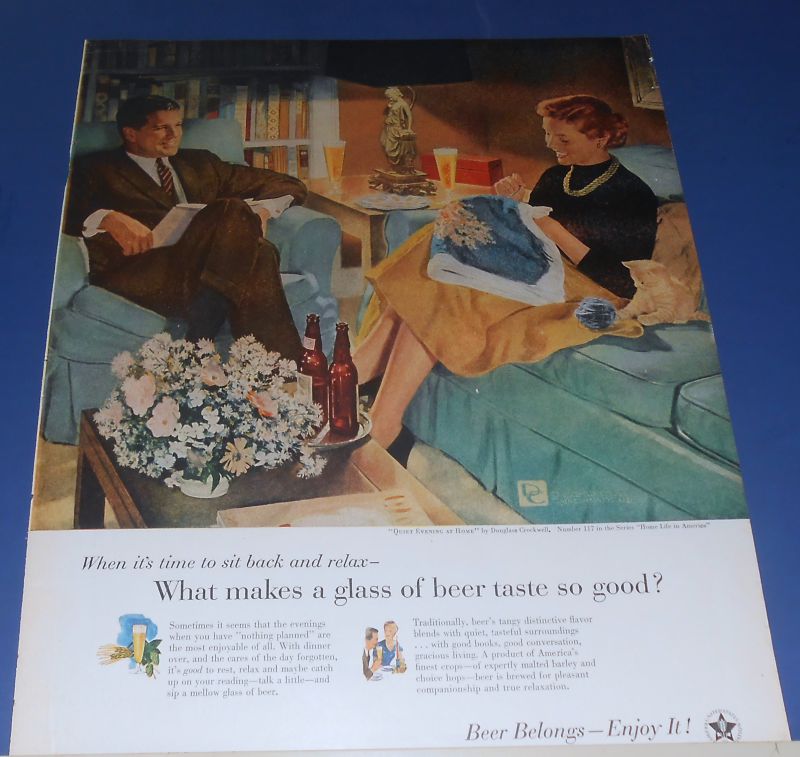 "QUIET EVENING AT HOME" by Douglass Crockwell. Number 117 in the Series "Home Life in America"
When it's time to sit back and relax—
What makes a glass of beer taste so good?
Sometimes it seems that the evenings
when you have "nothing planned" are
the most enjoyable of all. With dinner
over, and the cares of the day forgotten,
it's good to rest, relax and maybe catch
up on your reading—talk a little—and
sip a mellow glass of beer.
Traditionally, beer's tangy distinctive flavor
blends with quiet, tasteful surroundings
. . . with good books, good conversation,
gracious living. A product of America's
finest crops—of expertly malted barley and
choice hops—beer is brewed for pleasant
companionship and true relaxation.
Beer Belongs—Enjoy It!